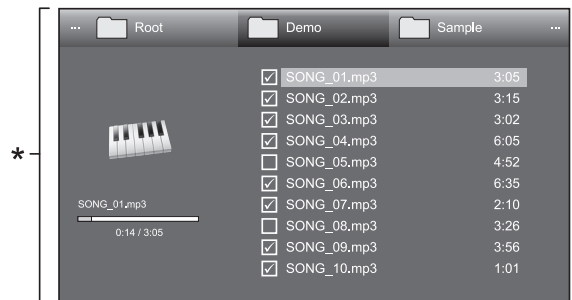 ... Root Demo Sample ...
SONG_01.mp3 3:05
SONG_02.mp3 3:15
SONG_03.mp3 3:02
SONG_04.mp3 6:05
SONG_05.mp3 4:52
SONG_06.mp3 6:35
SONG_07.mp3 2:10
SONG_08.mp3 3:26
SONG_09.mp3 3:56
SONG_10.mp3 1:01
*
SONG_01.mp3
0:14 / 3:05